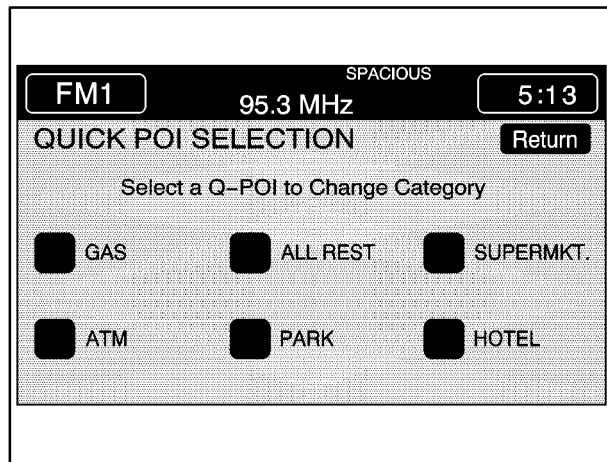 SPACIOUS
FM1 95.3 MHz 5:13
QUICK POI SELECTION Return
Select a Q-POI to Change Category
GAS ALL REST SUPERMKT.
ATM PARK HOTEL